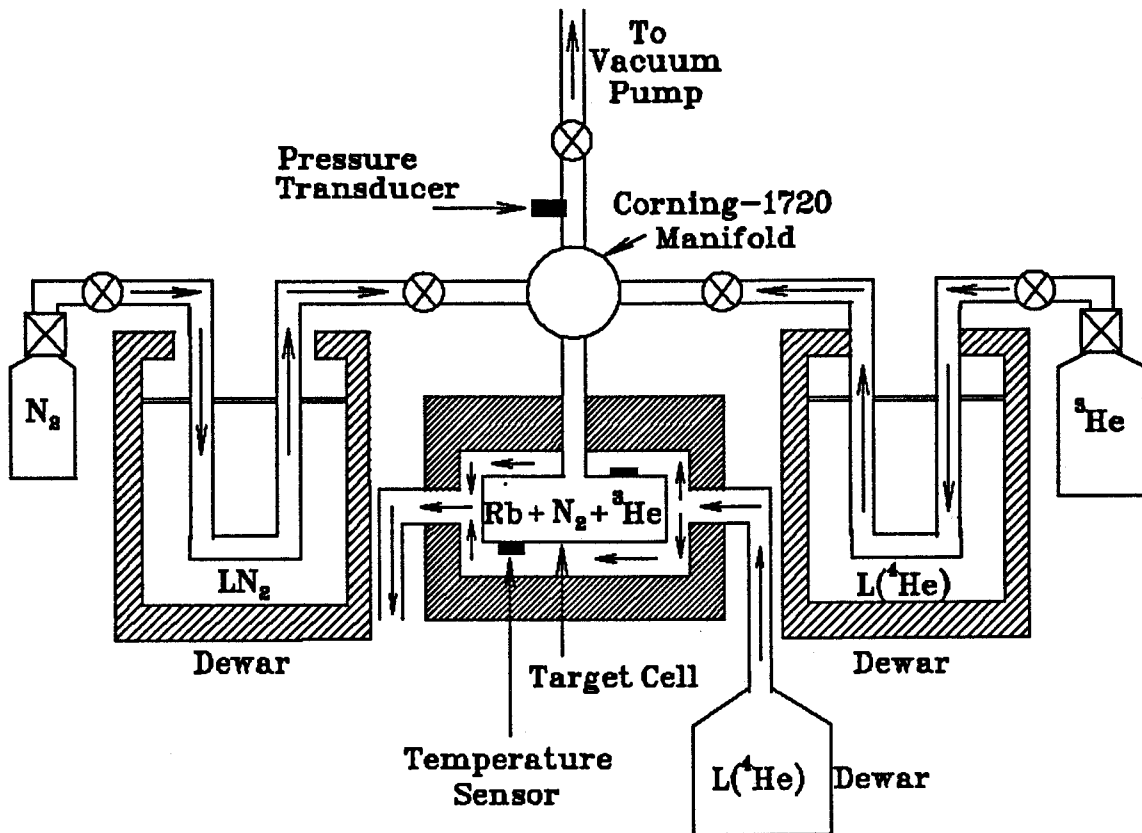 To
Vacuum
Pump
Pressure
Transducer
Corning-1720
Manifold
N₂
³He
Rb + N₂ + ³He
LN₂
L(⁴He)
Dewar
Target Cell
Dewar
Temperature
Sensor
L(⁴He)
Dewar